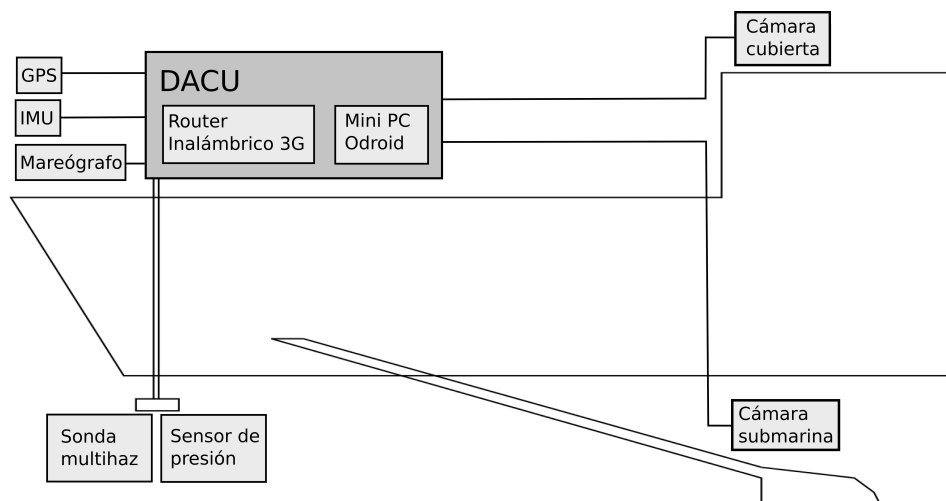 Cámara
cubierta
GPS
DACU
IMU
Router
Inalámbrico 3G
Mini PC
Odroid
Mareógrafo
Sonda
multihaz
Sensor de
presión
Cámara
submarina